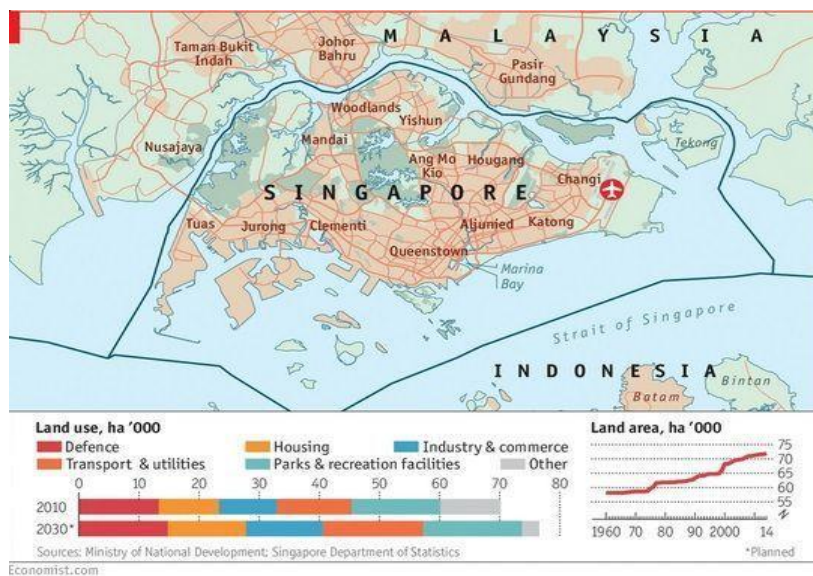 MALAYSIA
Taman Bukit
Indah
Johor
Bahru
Pasir
Gundang
Woodlands
Yishun
Nusajaya
Mandai
Tekong
Ang Mo
Kio
Hougang
Changi
SINGAPORE
Tuas
Jurong
Clementi
Aljunied
Katong
Queenstown
Marina
Bay
Strait of Singapore
INDONESIA
Batam
Bintan
Land use, ha ’000
Defence
Housing
Industry & commerce
Transport & utilities
Parks & recreation facilities
Other
0 10 20 30 40 50 60 70 80
2010
2030*
Land area, ha ’000
75
70
65
60
55
1960 70 80 90 2000 14
Sources: Ministry of National Development; Singapore Department of Statistics
*Planned
Economist.com